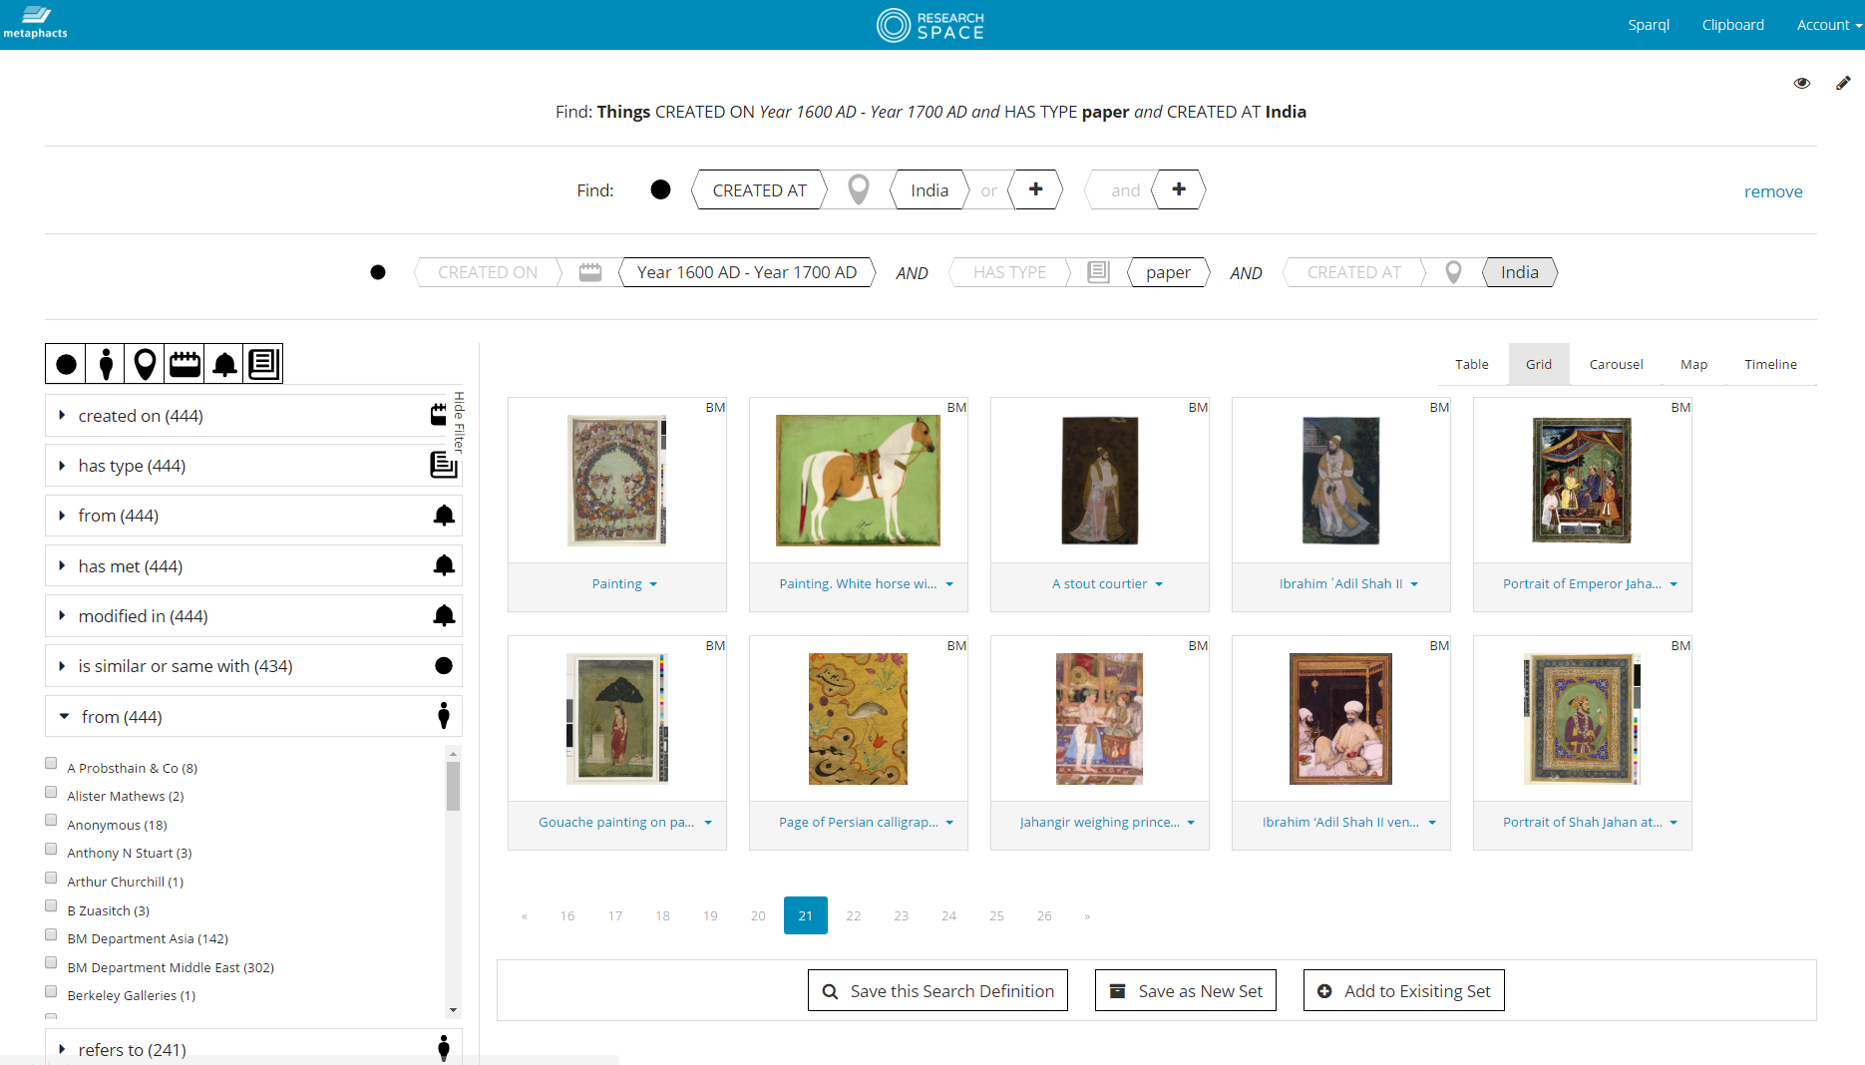 metaphacts
RESEARCH
SPACE
Sparql
Clipboard
Account
Find: Things CREATED ON Year 1600 AD - Year 1700 AD and HAS TYPE paper and CREATED AT India
Find: CREATED AT India or + and +
remove
CREATED ON Year 1600 AD - Year 1700 AD AND HAS TYPE paper AND CREATED AT India
Hide Filter
created on (444)
has type (444)
from (444)
has met (444)
modified in (444)
is similar or same with (434)
from (444)
A Probsthain & Co (8)
Alister Mathews (2)
Anonymous (18)
Anthony N Stuart (3)
Arthur Churchill (1)
B Zuasitch (3)
BM Department Asia (142)
BM Department Middle East (302)
Berkeley Galleries (1)
refers to (241)
Table Grid Carousel Map Timeline
BM BM BM BM BM
Painting
Painting. White horse wi...
A stout courtier
Ibrahim `Adil Shah II
Portrait of Emperor Jaha...
BM BM BM BM BM
Gouache painting on pa...
Page of Persian calligrap...
Jahangir weighing prince...
Ibrahim ‘Adil Shah II ven...
Portrait of Shah Jahan at...
« 16 17 18 19 20 21 22 23 24 25 26 »
Save this Search Definition
Save as New Set
Add to Exisiting Set